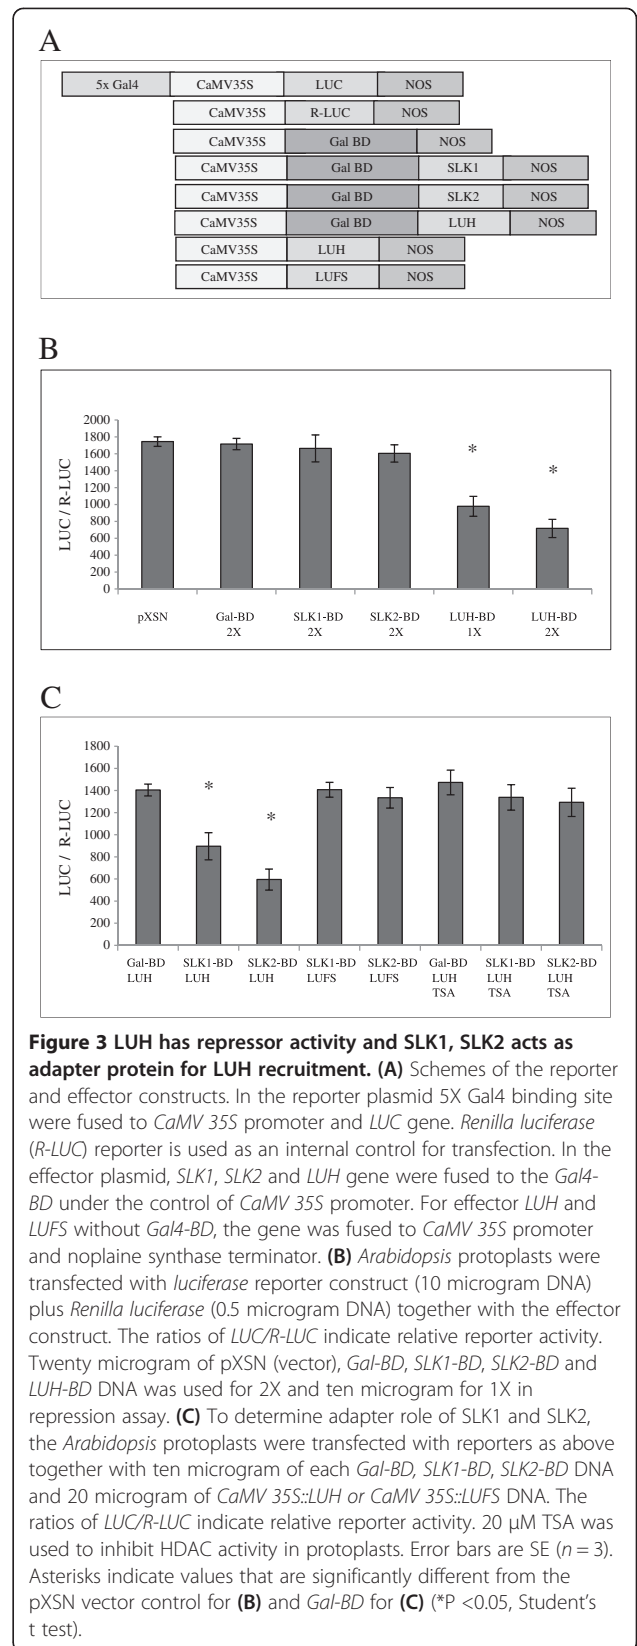 A
5x Gal4 CaMV35S LUC NOS
CaMV35S R-LUC NOS
CaMV35S Gal BD NOS
CaMV35S Gal BD SLK1 NOS
CaMV35S Gal BD SLK2 NOS
CaMV35S Gal BD LUH NOS
CaMV35S LUH NOS
CaMV35S LUFS NOS
B
LUC / R-LUC
2000
1800
1600
1400
1200
1000
800
600
400
200
0
* *
pXSN Gal-BD SLK1-BD SLK2-BD LUH-BD LUH-BD
2X 2X 2X 1X 2X
C
LUC / R-LUC
1800
1600
1400
1200
1000
800
600
400
200
0
* *
Gal-BD SLK1-BD SLK2-BD SLK1-BD SLK2-BD Gal-BD SLK1-BD SLK2-BD
LUH LUH LUH LUFS LUFS LUH LUH LUH
TSA TSA TSA
Figure 3 LUH has repressor activity and SLK1, SLK2 acts as
adapter protein for LUH recruitment. (A) Schemes of the reporter
and effector constructs. In the reporter plasmid 5X Gal4 binding site
were fused to CaMV 35S promoter and LUC gene. Renilla luciferase
(R-LUC) reporter is used as an internal control for transfection. In the
effector plasmid, SLK1, SLK2 and LUH gene were fused to the Gal4-
BD under the control of CaMV 35S promoter. For effector LUH and
LUFS without Gal4-BD, the gene was fused to CaMV 35S promoter
and noplaine synthase terminator. (B) Arabidopsis protoplasts were
transfected with luciferase reporter construct (10 microgram DNA)
plus Renilla luciferase (0.5 microgram DNA) together with the effector
construct. The ratios of LUC/R-LUC indicate relative reporter activity.
Twenty microgram of pXSN (vector), Gal-BD, SLK1-BD, SLK2-BD and
LUH-BD DNA was used for 2X and ten microgram for 1X in
repression assay. (C) To determine adapter role of SLK1 and SLK2,
the Arabidopsis protoplasts were transfected with reporters as above
together with ten microgram of each Gal-BD, SLK1-BD, SLK2-BD DNA
and 20 microgram of CaMV 35S::LUH or CaMV 35S::LUFS DNA. The
ratios of LUC/R-LUC indicate relative reporter activity. 20 μM TSA was
used to inhibit HDAC activity in protoplasts. Error bars are SE (n = 3).
Asterisks indicate values that are significantly different from the
pXSN vector control for (B) and Gal-BD for (C) (*P <0.05, Student's
t test).